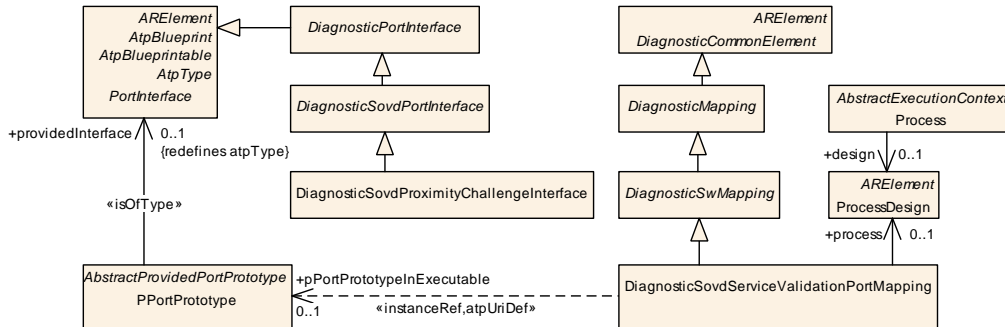 ARElement
AtpBlueprint
AtpBlueprintable
AtpType
PortInterface
DiagnosticPortInterface
ARElement
DiagnosticCommonElement
DiagnosticSovdPortInterface
DiagnosticMapping
AbstractExecutionContext
Process
+providedInterface
0..1
{redefines atpType}
+design
0..1
DiagnosticSovdProximityChallengeInterface
DiagnosticSwMapping
ARElement
ProcessDesign
«isOfType»
+process
0..1
AbstractProvidedPortPrototype
PPortPrototype
+pPortPrototypeInExecutable
0..1
«instanceRef,atpUriDef»
DiagnosticSovdServiceValidationPortMapping